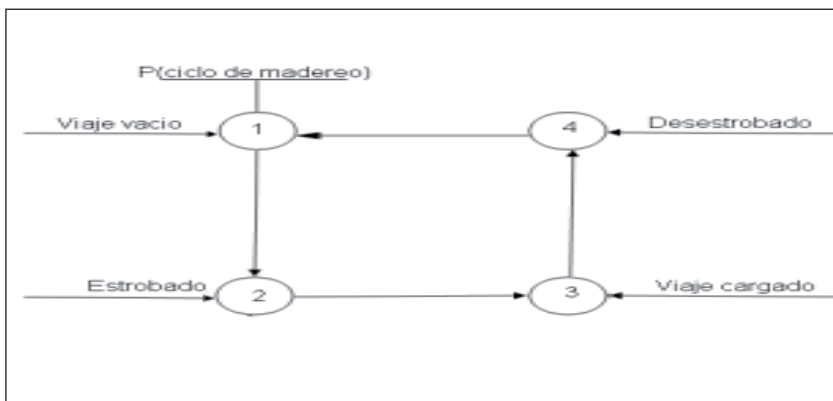 P(ciclo de madereo)
Viaje vacio
1
4
Desestrobado
Estrobado
2
3
Viaje cargado